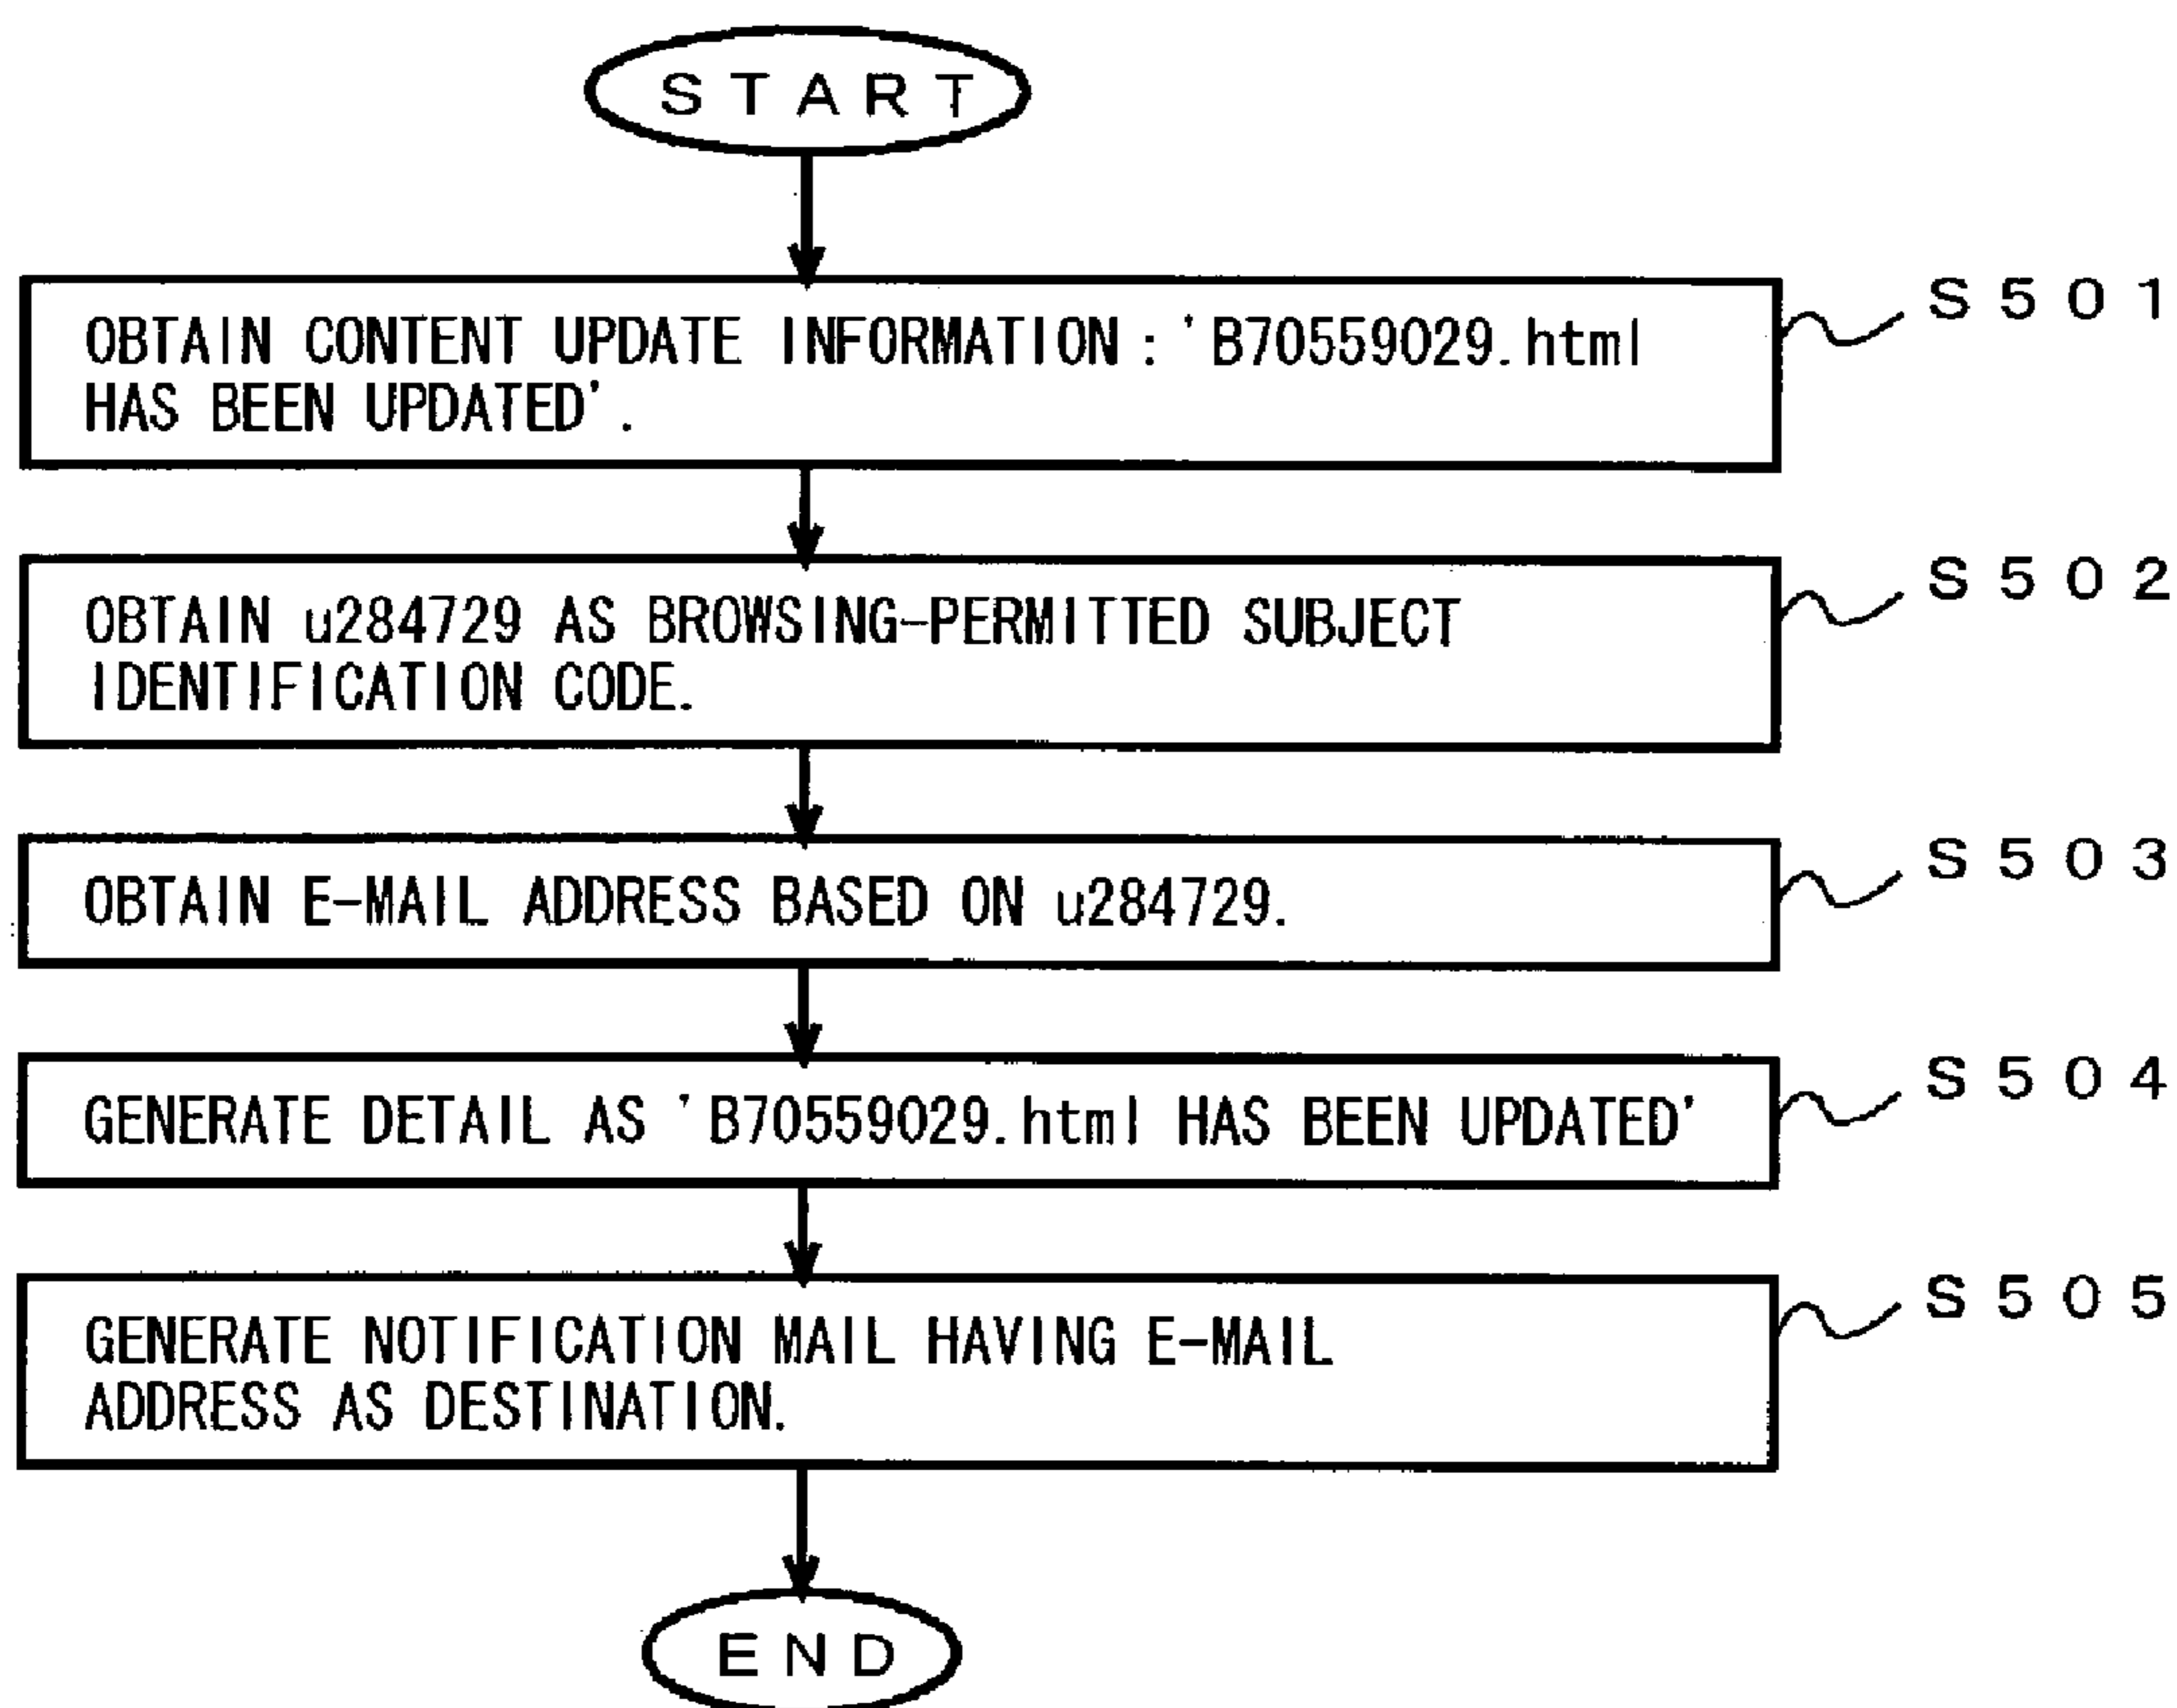 START
OBTAIN CONTENT UPDATE INFORMATION : 'B70559029.html
HAS BEEN UPDATED'.
S501
OBTAIN u284729 AS BROWSING-PERMITTED SUBJECT
IDENTIFICATION CODE.
S502
OBTAIN E-MAIL ADDRESS BASED ON u284729.
S503
GENERATE DETAIL AS 'B70559029.html HAS BEEN UPDATED'
S504
GENERATE NOTIFICATION MAIL HAVING E-MAIL
ADDRESS AS DESTINATION.
S505
END